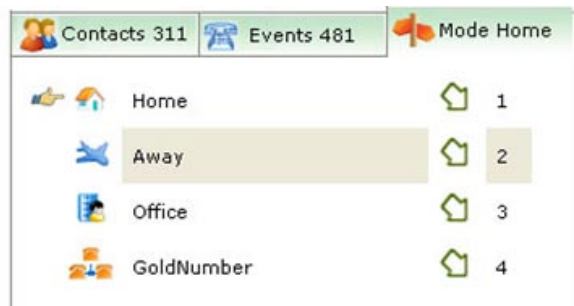 Contacts 311 Events 481 Mode Home
Home 1
Away 2
Office 3
GoldNumber 4